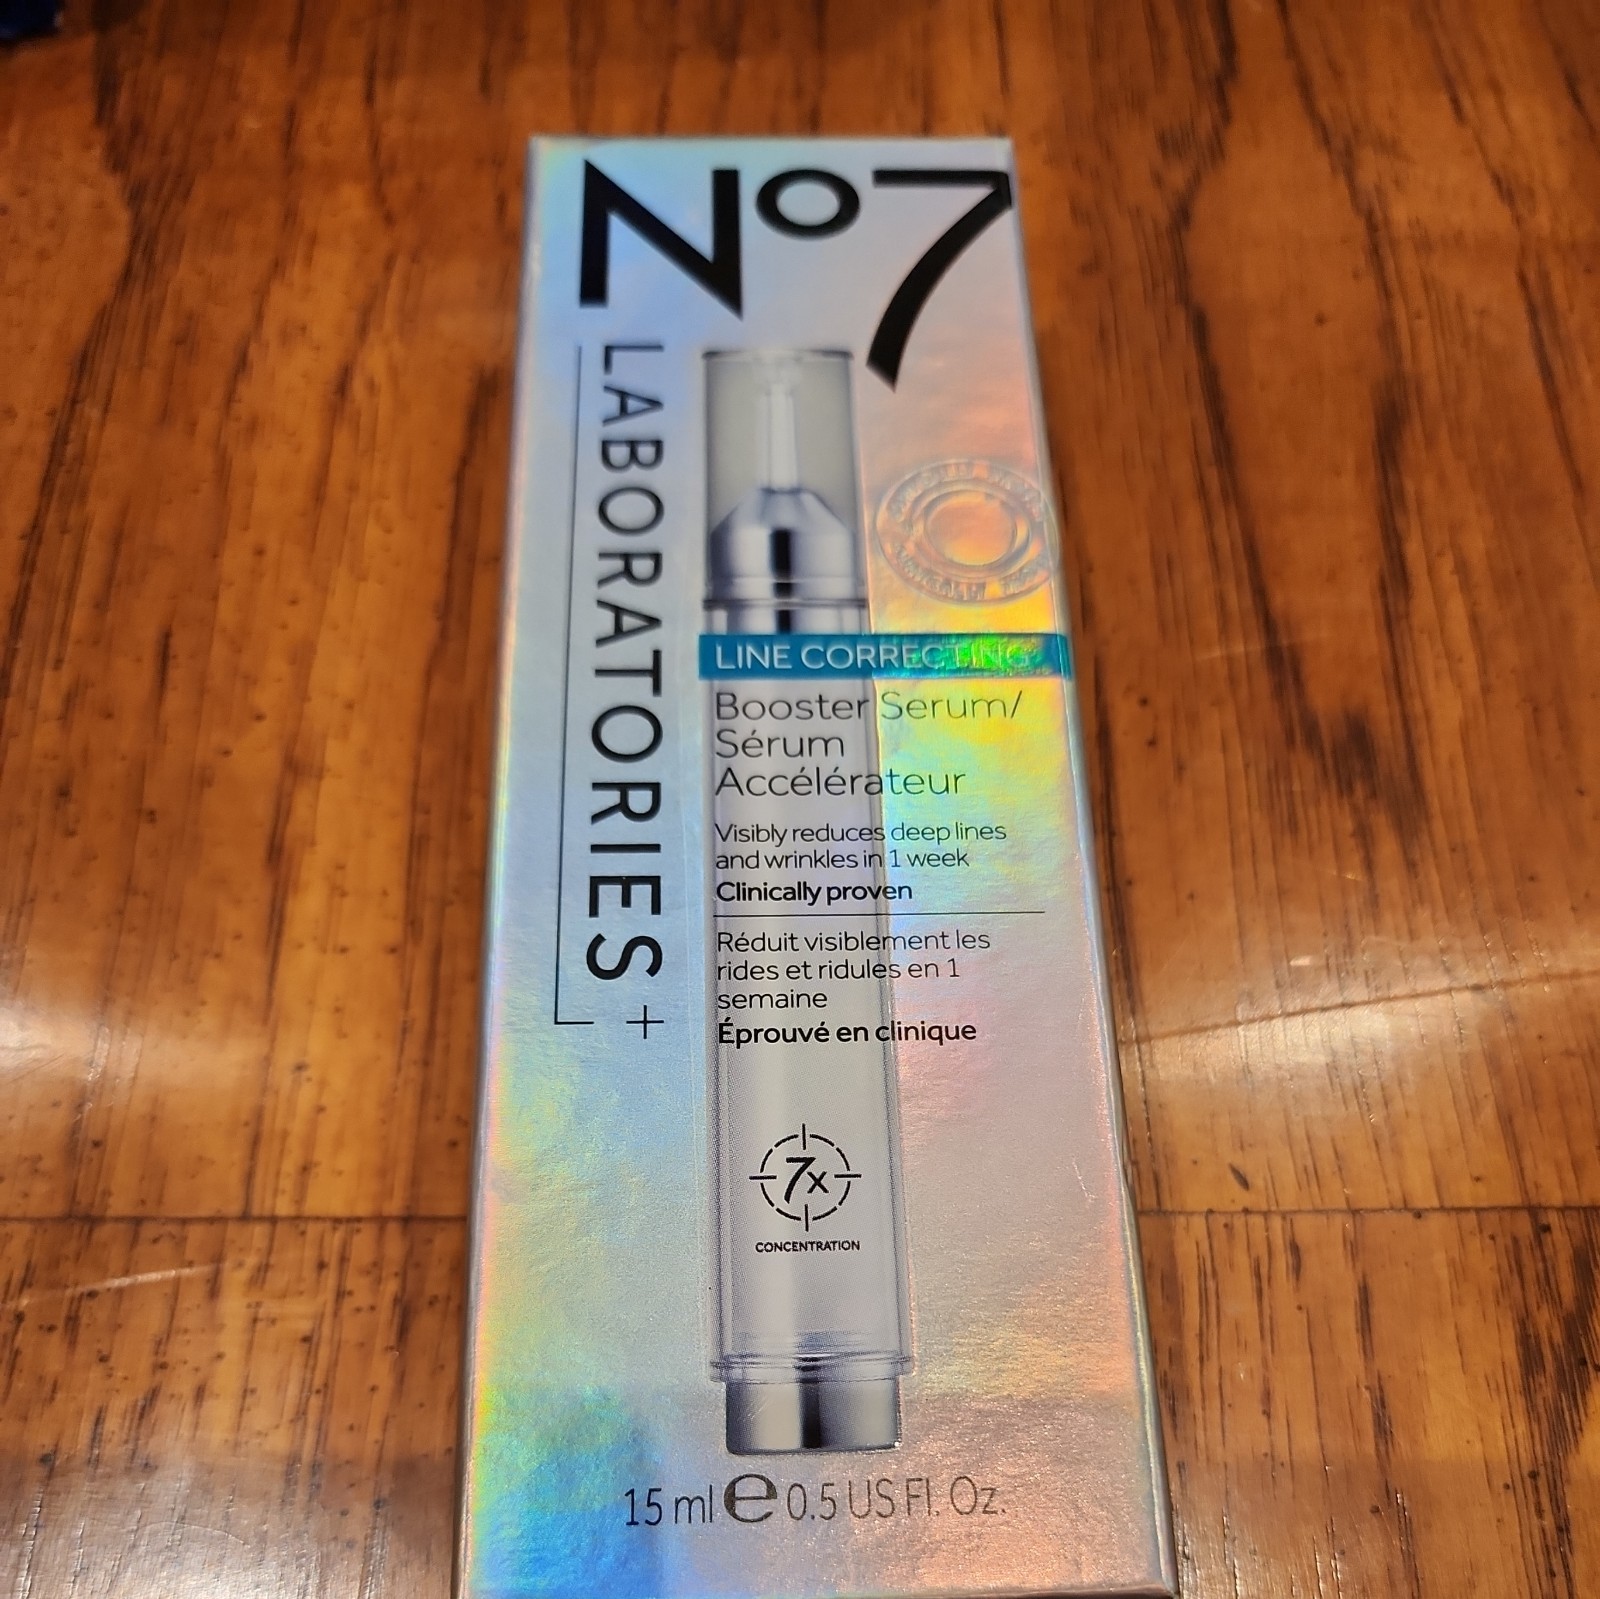 No7
LABORATORIES +
LINE CORRECTING
Booster Serum/
Sérum
Accélérateur
Visibly reduces deep lines
and wrinkles in 1 week
Clinically proven
Réduit visiblement les
rides et ridules en 1
semaine
Éprouvé en clinique
7x
CONCENTRATION
15 ml e 0.5 US Fl. Oz.